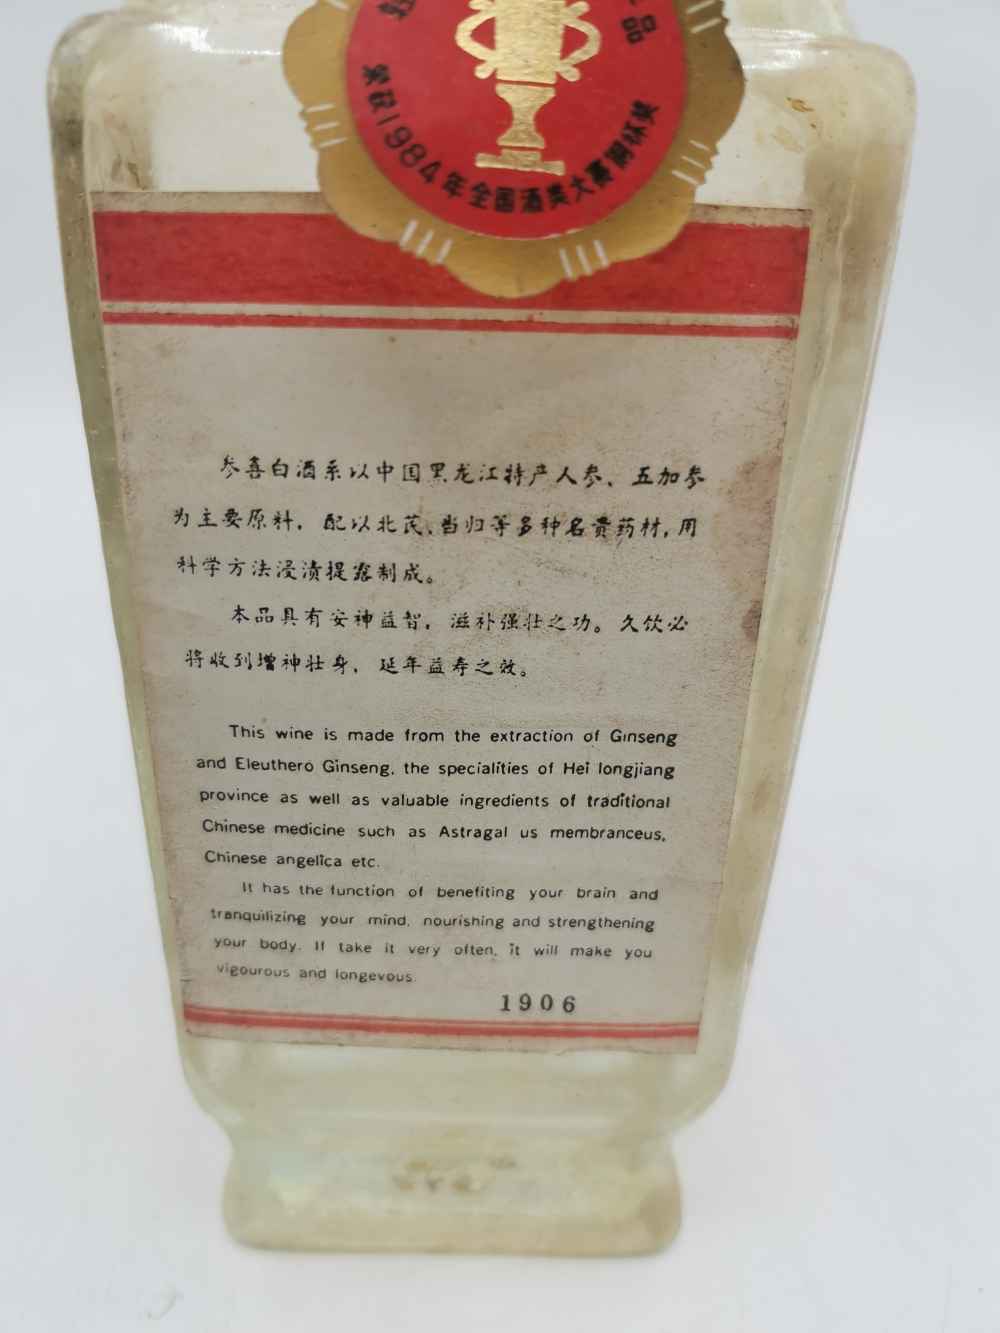 品
荣获1984年全国酒类大赛铜杯奖
参喜白酒系以中国黑龙江特产人参、五加参
为主要原料，配以北芪、当归等多种名贵药材，用
科学方法浸渍提露制成。
本品具有安神益智，滋补强壮之功。久饮必
将收到增神壮身，延年益寿之效。
This wine is made from the extraction of Ginseng
and Eleuthero Ginseng, the specialities of Hei longjiang
province as well as valuable ingredients of traditional
Chinese medicine such as Astragal us membranceus,
Chinese angelica etc.
It has the function of benefiting your brain and
tranquilizing your mind, nourishing and strengthening
your body. If take it very often, it will make you
vigourous and longevous.
1906